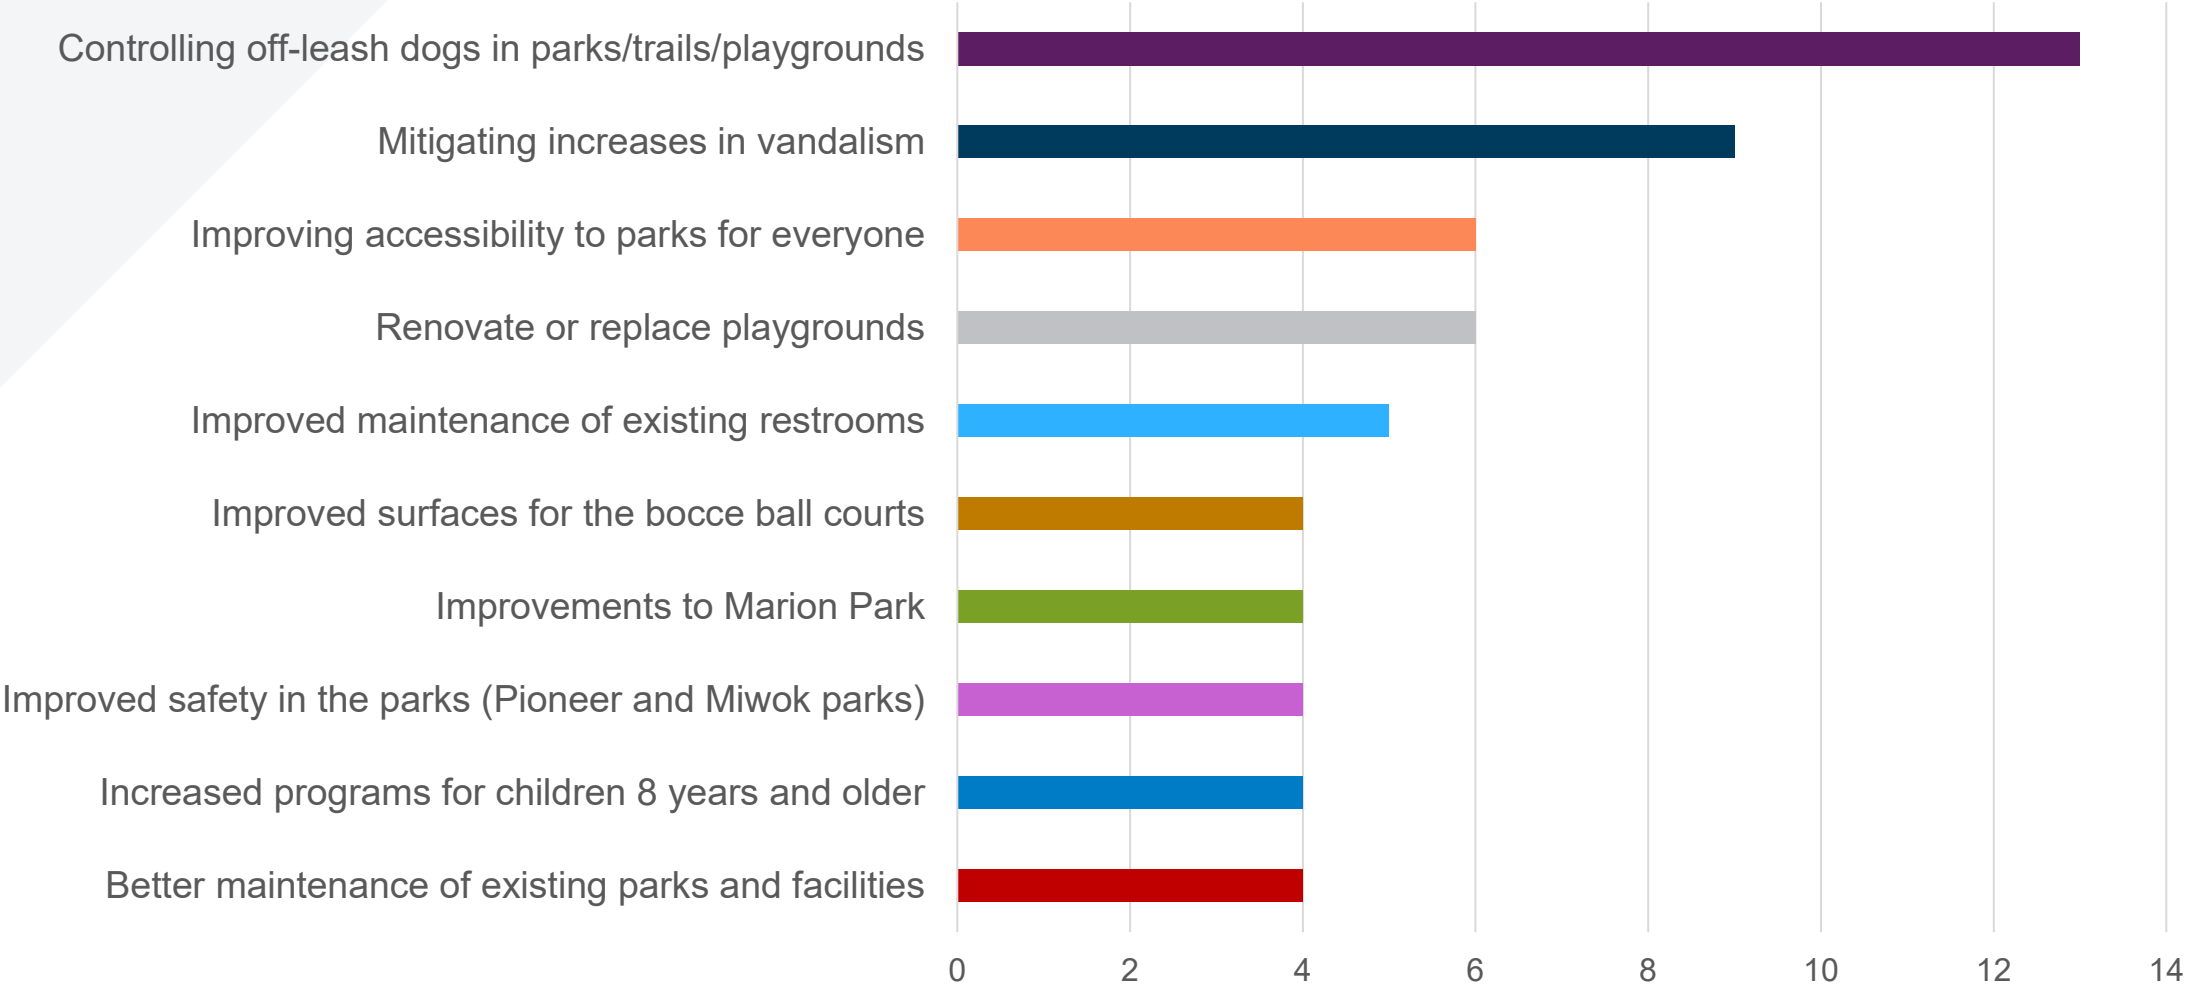 Controlling off-leash dogs in parks/trails/playgrounds
Mitigating increases in vandalism
Improving accessibility to parks for everyone
Renovate or replace playgrounds
Improved maintenance of existing restrooms
Improved surfaces for the bocce ball courts
Improvements to Marion Park
Improved safety in the parks (Pioneer and Miwok parks)
Increased programs for children 8 years and older
Better maintenance of existing parks and facilities
0 2 4 6 8 10 12 14